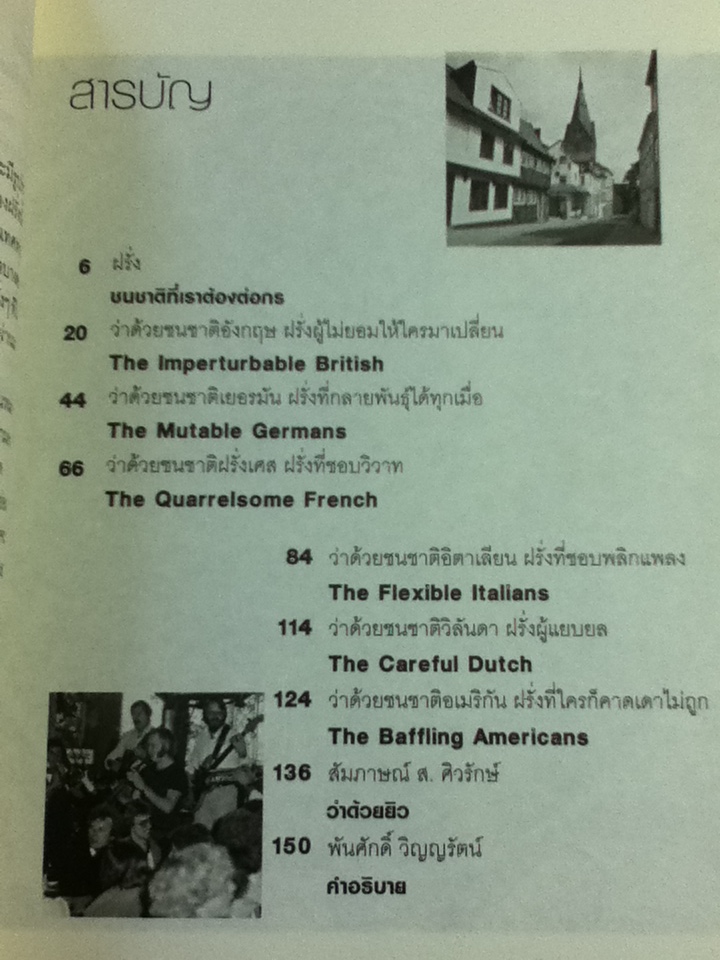 สารบัญ
6 ฝรั่ง
ชนชาติที่เราต้องต่อกร
20 ว่าด้วยชนชาติอังกฤษ ฝรั่งผู้ไม่ยอมให้ใครมาเปลี่ยน
The Imperturbable British
44 ว่าด้วยชนชาติเยอรมัน ฝรั่งที่กลายพันธุ์ได้ทุกเมื่อ
The Mutable Germans
66 ว่าด้วยชนชาติฝรั่งเศส ฝรั่งที่ชอบวิวาท
The Quarrelsome French
84 ว่าด้วยชนชาติอิตาเลียน ฝรั่งที่ชอบพลิกแพลง
The Flexible Italians
114 ว่าด้วยชนชาติวิลันดา ฝรั่งผู้แยบยล
The Careful Dutch
124 ว่าด้วยชนชาติอเมริกัน ฝรั่งที่ใครก็คาดเดาไม่ถูก
The Baffling Americans
136 สัมภาษณ์ ส. ศิวรักษ์
ว่าด้วยยิว
150 พันศักดิ์ วิญญรัตน์
คำอธิบาย